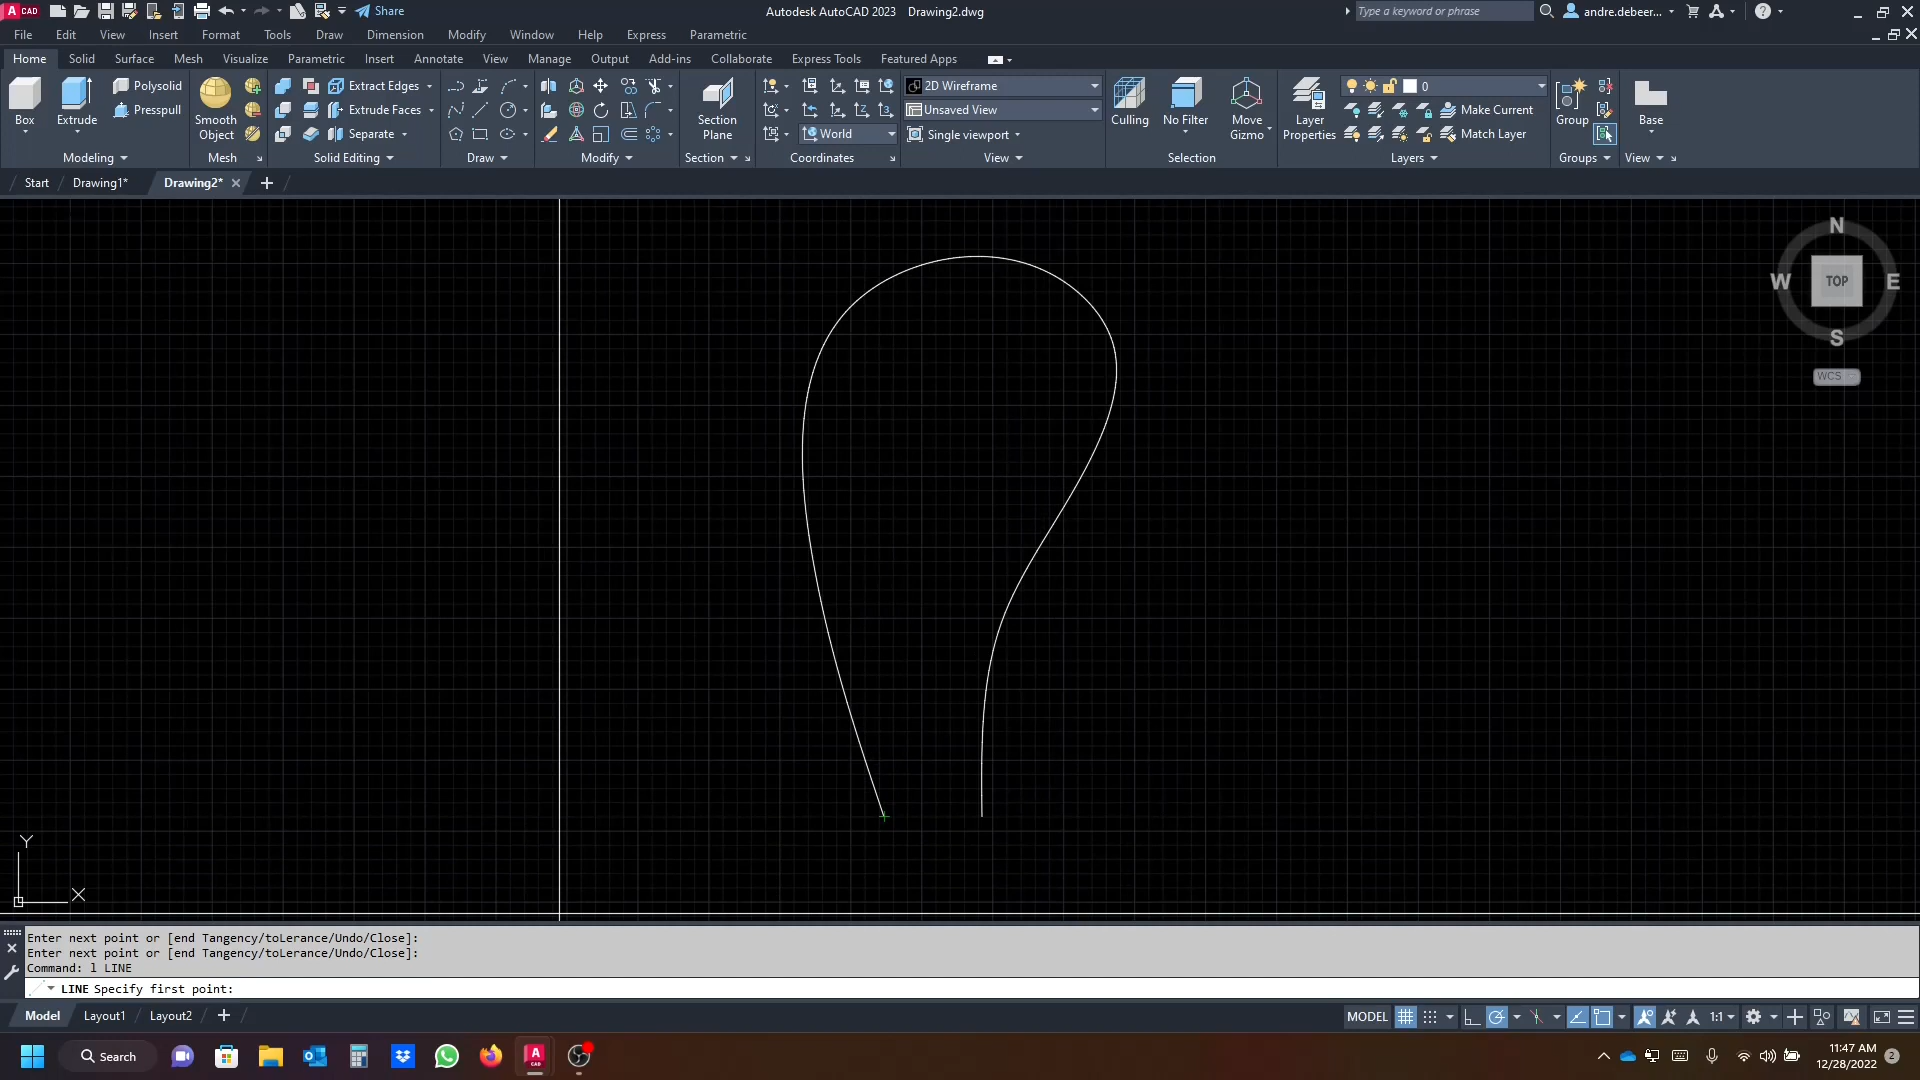 A CAD
Share
Autodesk AutoCAD 2023 Drawing2.dwg
Type a keyword or phrase
andre.debeer...
File Edit View Insert Format Tools Draw Dimension Modify Window Help Express Parametric
Home Solid Surface Mesh Visualize Parametric Insert Annotate View Manage Output Add-ins Collaborate Express Tools Featured Apps
Box
Extrude
Polysolid
Presspull
Modeling
Smooth
Object
Mesh
Extract Edges
Extrude Faces
Separate
Solid Editing
Draw
Modify
Section
Plane
Section
World
Coordinates
2D Wireframe
Unsaved View
Single viewport
View
Culling
No Filter
Move
Gizmo
Selection
Layer
Properties
0
Make Current
Match Layer
Layers
Group
Groups
Base
View
Start Drawing1* Drawing2*
N
W TOP E
S
WCS
Y
X
Enter next point or [end Tangency/toLerance/Undo/Close]:
Enter next point or [end Tangency/toLerance/Undo/Close]:
Command: l LINE
LINE Specify first point:
Model Layout1 Layout2
MODEL
1:1
Search
A CAD
11:47 AM
12/28/2022
2